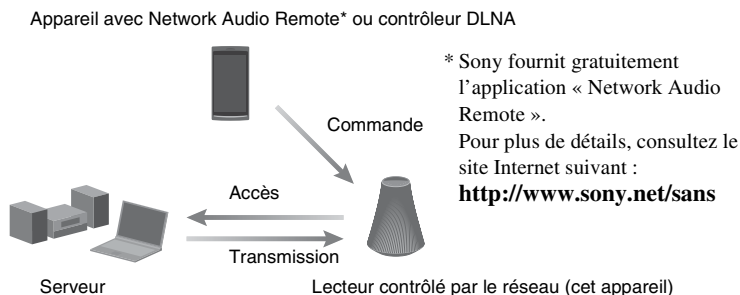 Appareil avec Network Audio Remote* ou contrôleur DLNA
* Sony fournit gratuitement
l'application « Network Audio
Remote ».
Pour plus de détails, consultez le
site Internet suivant :
http://www.sony.net/sans
Commande
Accès
Transmission
Serveur
Lecteur contrôlé par le réseau (cet appareil)